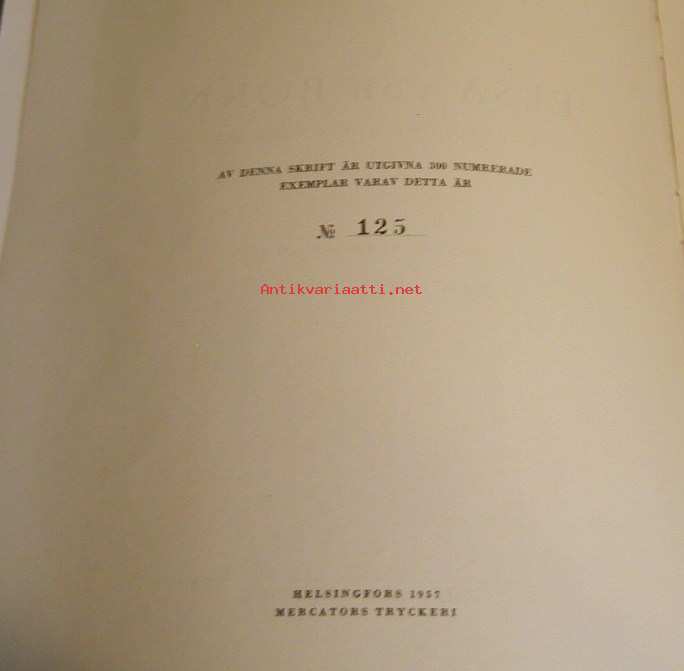 AV DENNA SKRIFT ÄR UTGIVNA 300 NUMRERADE
EXEMPLAR VARAV DETTA ÄR
№ 125
Antikvariaatti.net
HELSINGFORS 1957
MERCATORS TRYCKERI